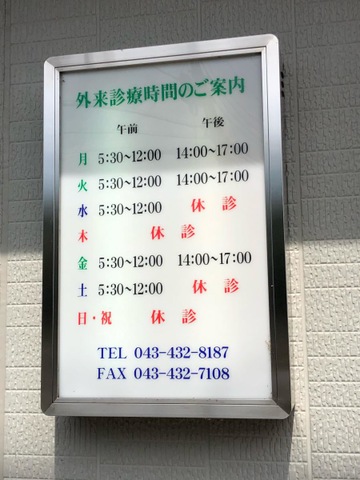 外来診療時間のご案内
午前 午後
月 5:30~12:00 14:00~17:00
火 5:30~12:00 14:00~17:00
水 5:30~12:00 休診
木 休診
金 5:30~12:00 14:00~17:00
土 5:30~12:00 休診
日・祝 休診
TEL 043-432-8187
FAX 043-432-7108